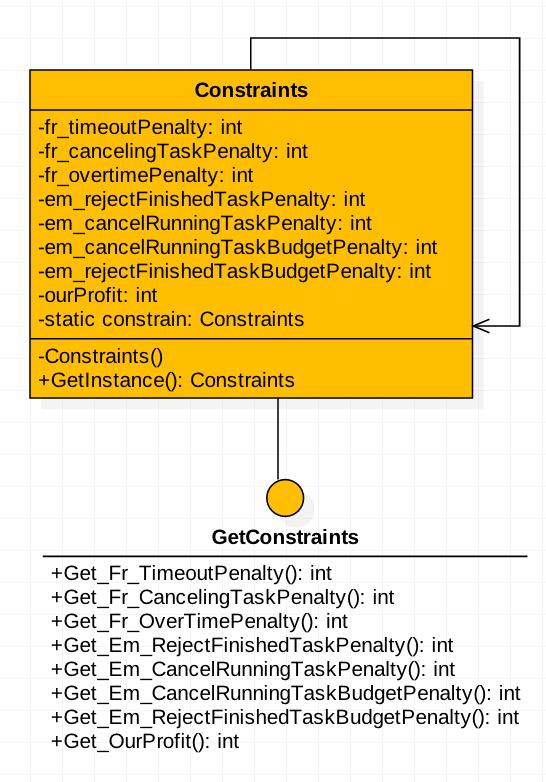 Constraints
-fr_timeoutPenalty: int
-fr_cancelingTaskPenalty: int
-fr_overtimePenalty: int
-em_rejectFinishedTaskPenalty: int
-em_cancelRunningTaskPenalty: int
-em_cancelRunningTaskBudgetPenalty: int
-em_rejectFinishedTaskBudgetPenalty: int
-ourProfit: int
-static constrain: Constraints
-Constraints()
+GetInstance(): Constraints
GetConstraints
+Get_Fr_TimeoutPenalty(): int
+Get_Fr_CancelingTaskPenalty(): int
+Get_Fr_OverTimePenalty(): int
+Get_Em_RejectFinishedTaskPenalty(): int
+Get_Em_CancelRunningTaskPenalty(): int
+Get_Em_CancelRunningTaskBudgetPenalty(): int
+Get_Em_RejectFinishedTaskBudgetPenalty(): int
+Get_OurProfit(): int